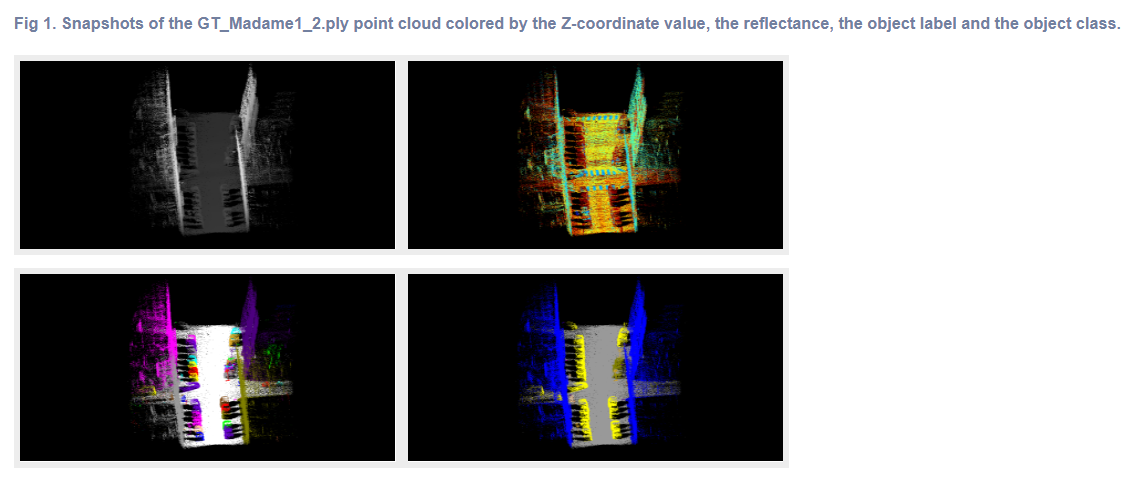 Fig 1. Snapshots of the GT_Madame1_2.ply point cloud colored by the Z-coordinate value, the reflectance, the object label and the object class.